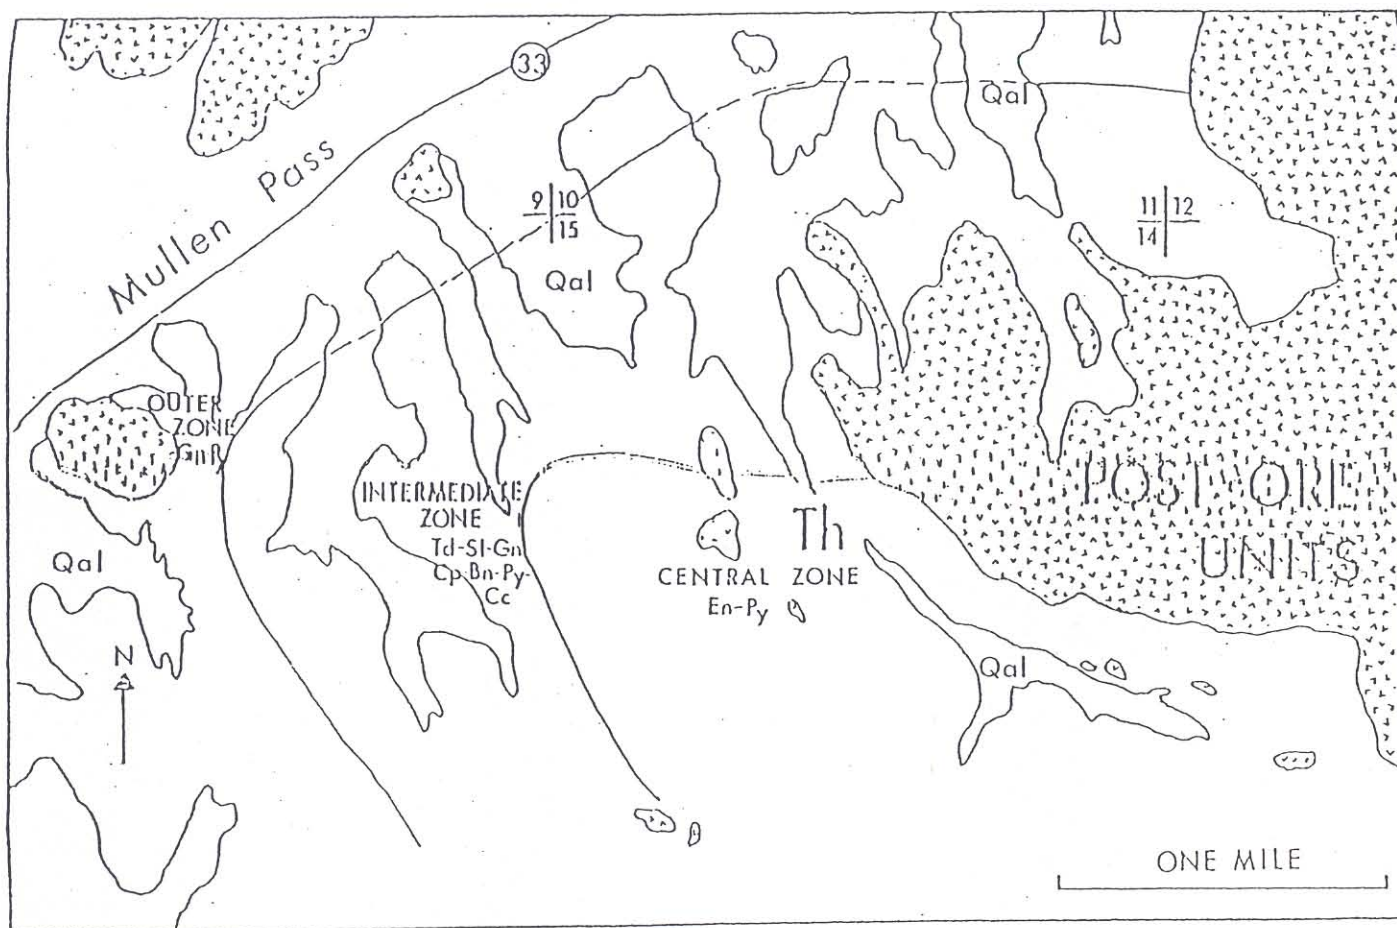 33
Mullen Pass
Qal
9 10
15
11 12
14
Qal
OUTER
ZONE
INTERMEDIATE
ZONE
Td-Sl-Gn
Cp-Bn-Py-
Cc
Th
CENTRAL ZONE
En-Py
POST ORE
UNITS
Qal
Qal
N
ONE MILE